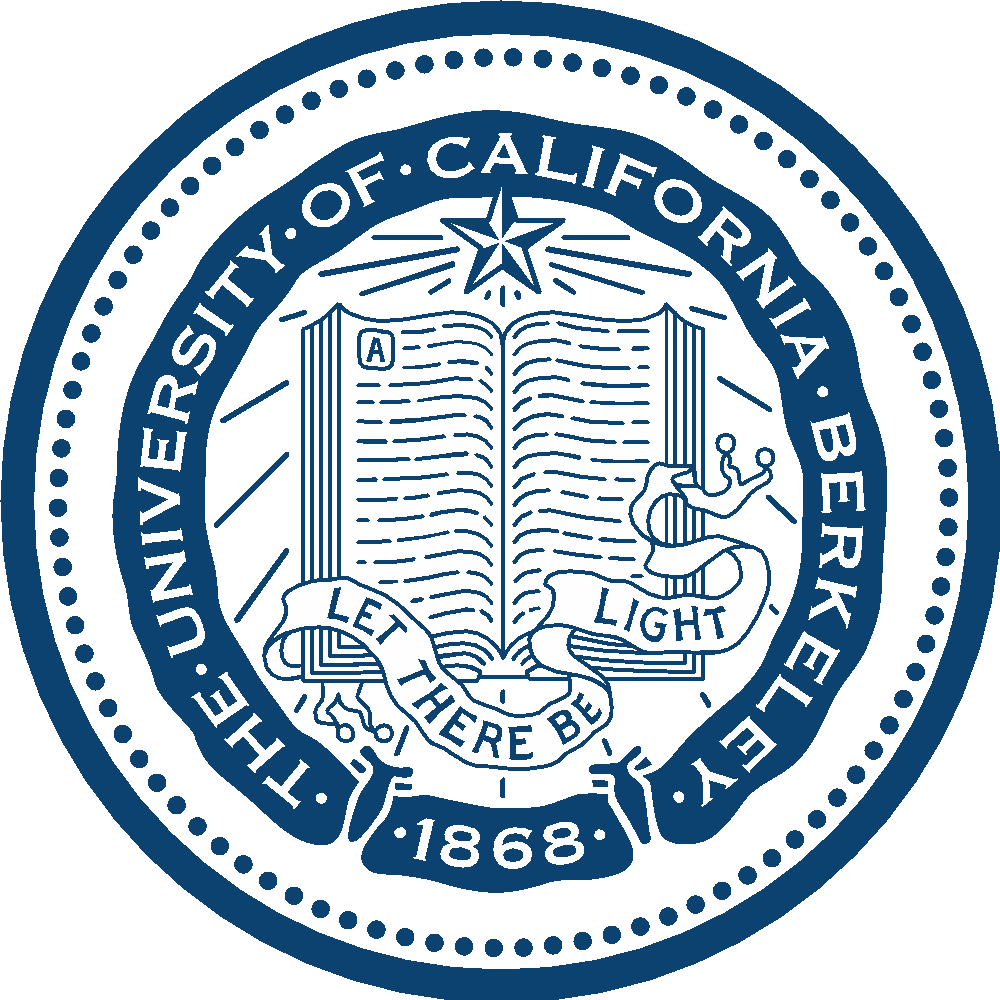 THE·UNIVERSITY·OF·CALIFORNIA·BERKELEY·
A
LET THERE BE LIGHT
·1868·